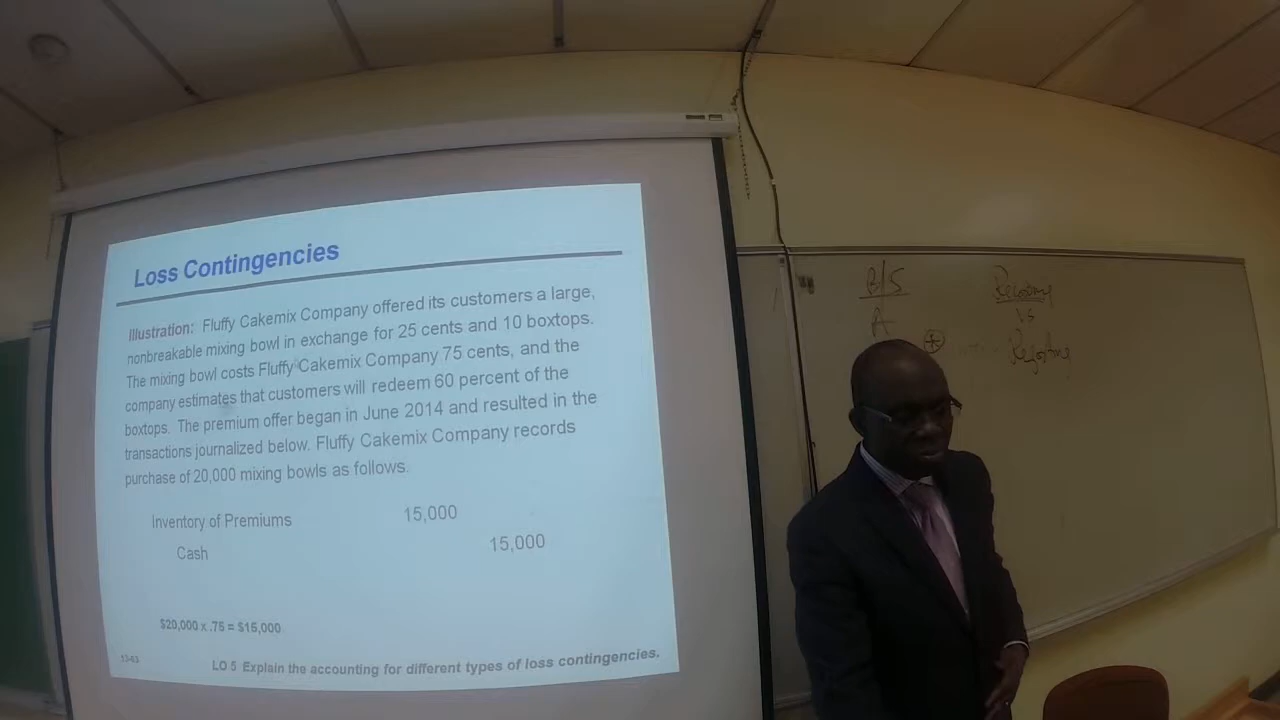 Loss Contingencies
Illustration: Fluffy Cakemix Company offered its customers a large,
nonbreakable mixing bowl in exchange for 25 cents and 10 boxtops.
The mixing bowl costs Fluffy Cakemix Company 75 cents, and the
company estimates that customers will redeem 60 percent of the
boxtops. The premium offer began in June 2014 and resulted in the
transactions journalized below. Fluffy Cakemix Company records
purchase of 20,000 mixing bowls as follows.
Inventory of Premiums 15,000
Cash 15,000
$20,000 x .75 = $15,000
13-63
LO 5 Explain the accounting for different types of loss contingencies.
B/S
A
vs
Reporting